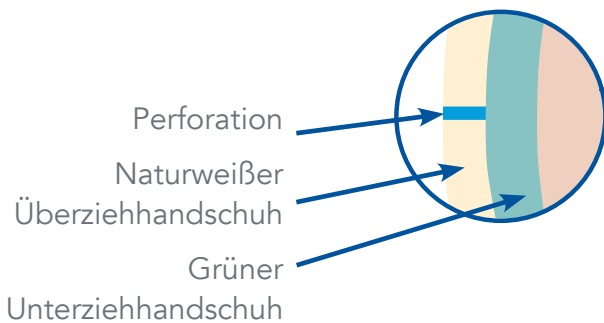 Perforation
Naturweißer
Überziehhandschuh
Grüner
Unterziehhandschuh